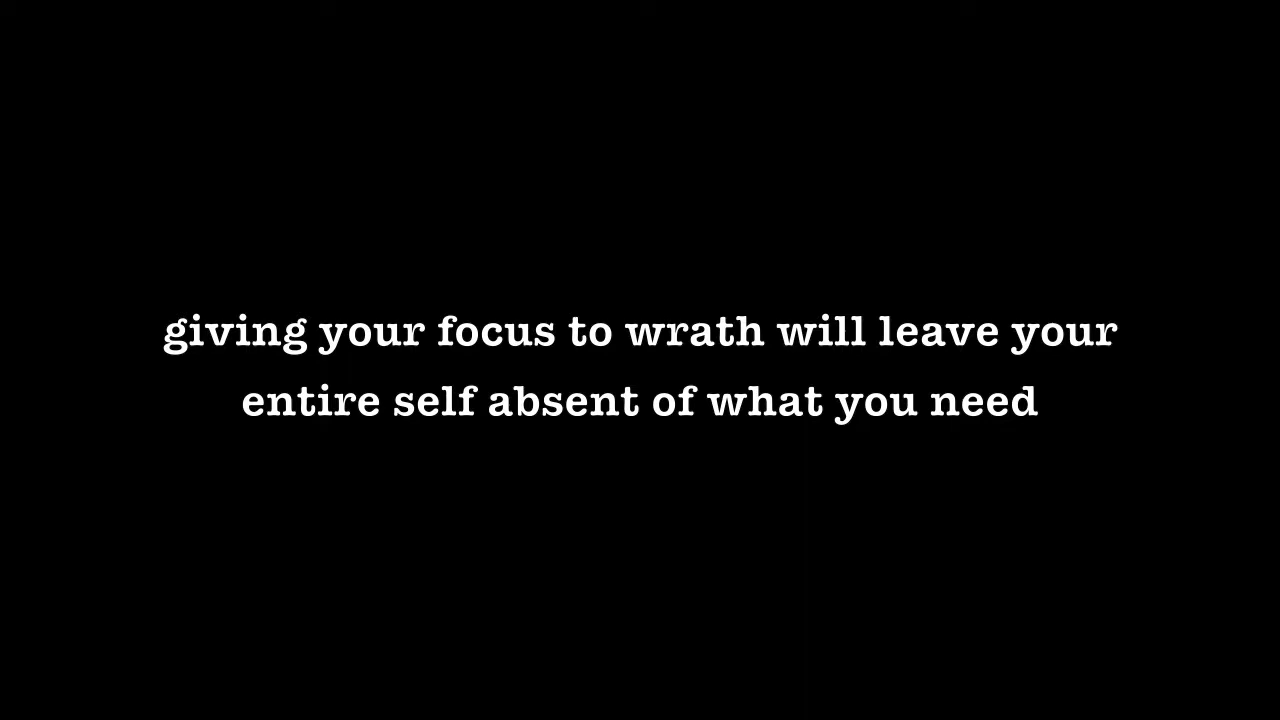 giving your focus to wrath will leave your
entire self absent of what you need